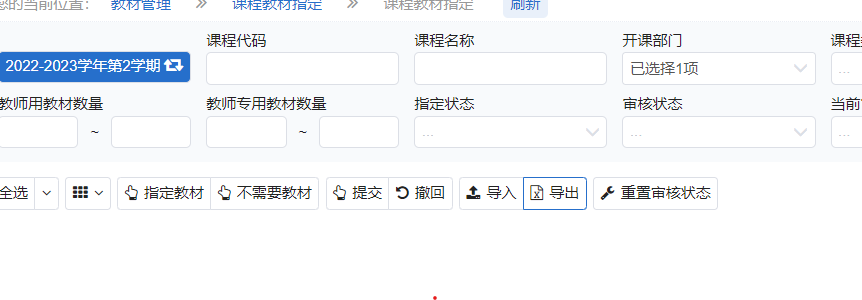 您的当前位置： 教材管理 » 课程教材指定 » 课程教材指定 刷新
课程代码 课程名称 开课部门 课程
2022-2023学年第2学期 已选择1项 ...
教师用教材数量 教师专用教材数量 指定状态 审核状态 当前
~ ~ ... ... ...
全选 指定教材 不需要教材 提交 撤回 导入 导出 重置审核状态